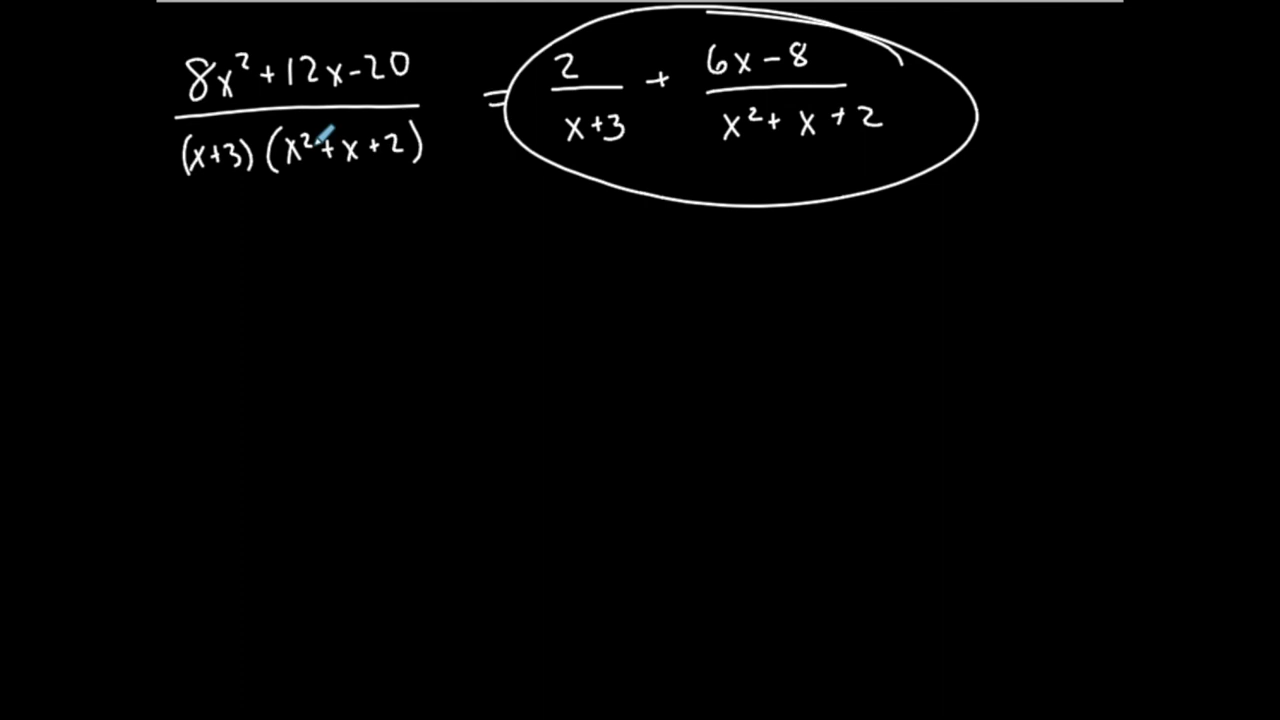 8x² + 12x - 20 / (x+3)(x² + x + 2) = 2 / x+3 + 6x - 8 / x² + x + 2